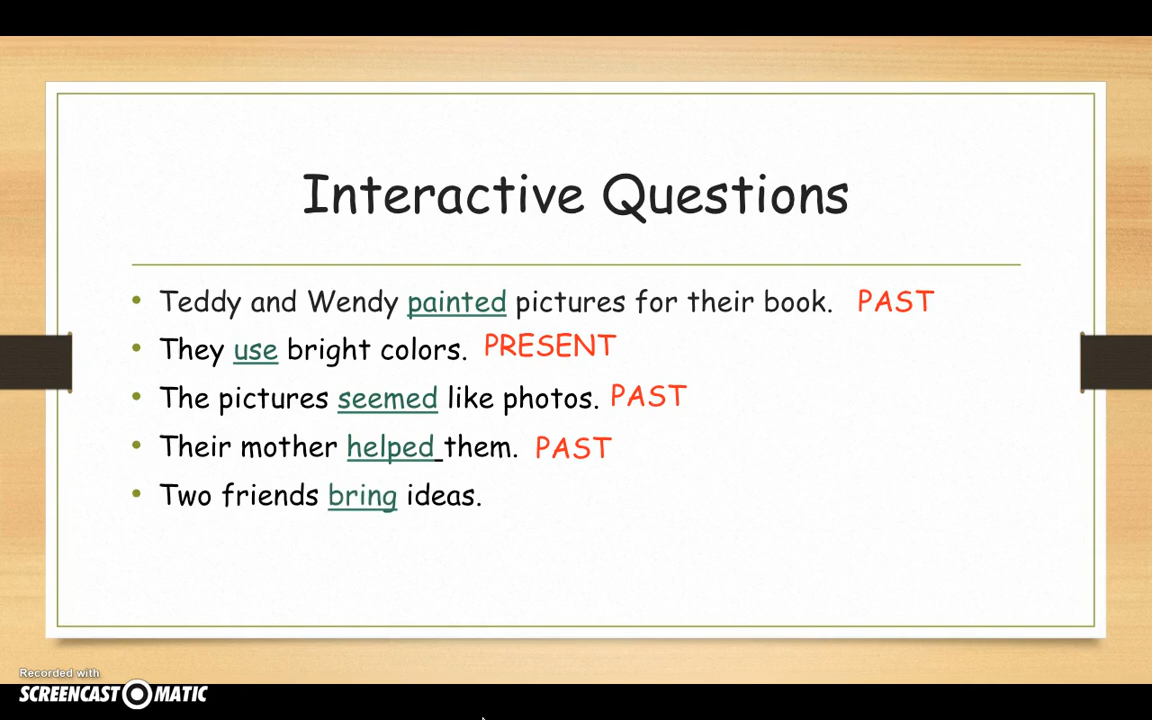 Interactive Questions
• Teddy and Wendy painted pictures for their book. PAST
• They use bright colors. PRESENT
• The pictures seemed like photos. PAST
• Their mother helped them. PAST
• Two friends bring ideas.
Recorded with
SCREENCAST MATIC